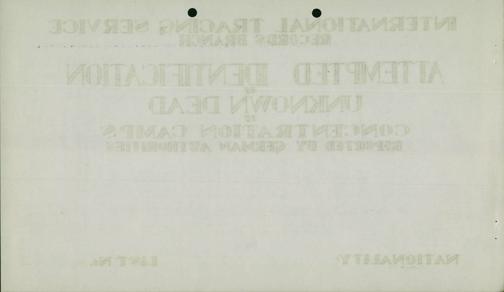 INTERNATIONAL TRACING SERVICE
RECORDS BRANCH
ATTEMPTED IDENTIFICATION
OF
UNKNOWN DEAD
IN
CONCENTRATION CAMPS
REPORTED BY GERMAN AUTHORITIES
NATIONALITY:
LIST No.